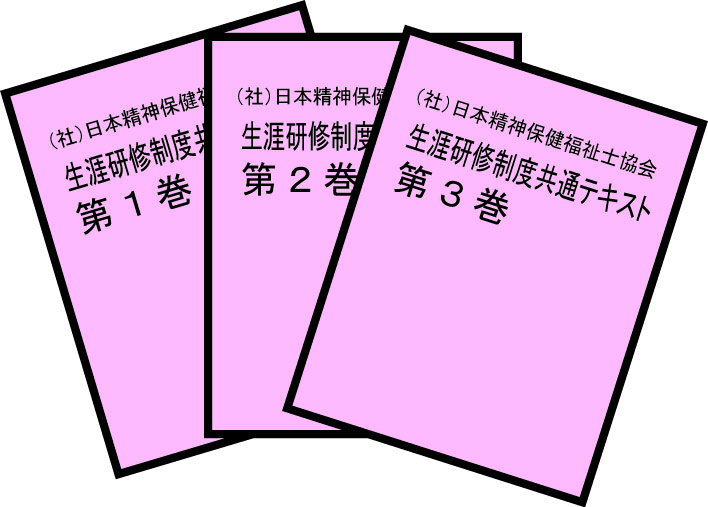 （社）日本精神保健福
生涯研修制度共
第１巻
（社）日本精神保健
生涯研修制度
第２巻
（社）日本精神保健福祉士協会
生涯研修制度共通テキスト
第３巻